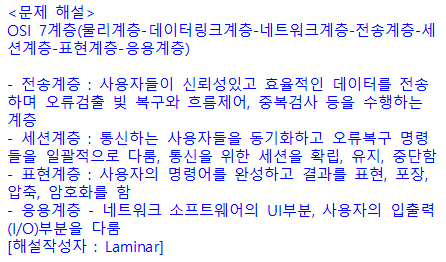 <문제 해설>
OSI 7계층(물리계층-데이터링크계층-네트워크계층-전송계층-세
션계층-표현계층-응용계층)
- 전송계층 : 사용자들이 신뢰성있고 효율적인 데이터를 전송
하며 오류검출 빛 복구와 흐름제어, 중복검사 등을 수행하는
계층
- 세션계층 : 통신하는 사용자들을 동기화하고 오류복구 명령
들을 일괄적으로 다룸, 통신을 위한 세션을 확립, 유지, 중단함
- 표현계층 : 사용자의 명령어를 완성하고 결과를 표현, 포장,
압축, 암호화를 함
- 응용계층 - 네트워크 소프트웨어의 UI부분, 사용자의 입출력
(I/O)부분을 다룸
[해설작성자 : Laminar]